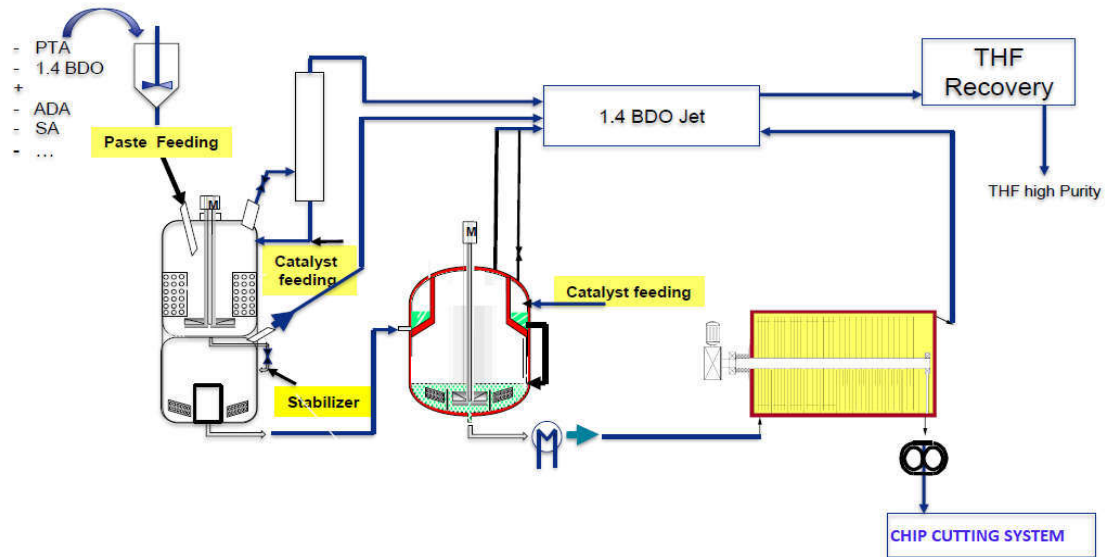 - PTA
- 1.4 BDO
+
- ADA
- SA
- ...
Paste Feeding
M
Catalyst
feeding
Stabilizer
M
Catalyst feeding
1.4 BDO Jet
THF
Recovery
THF high Purity
CHIP CUTTING SYSTEM